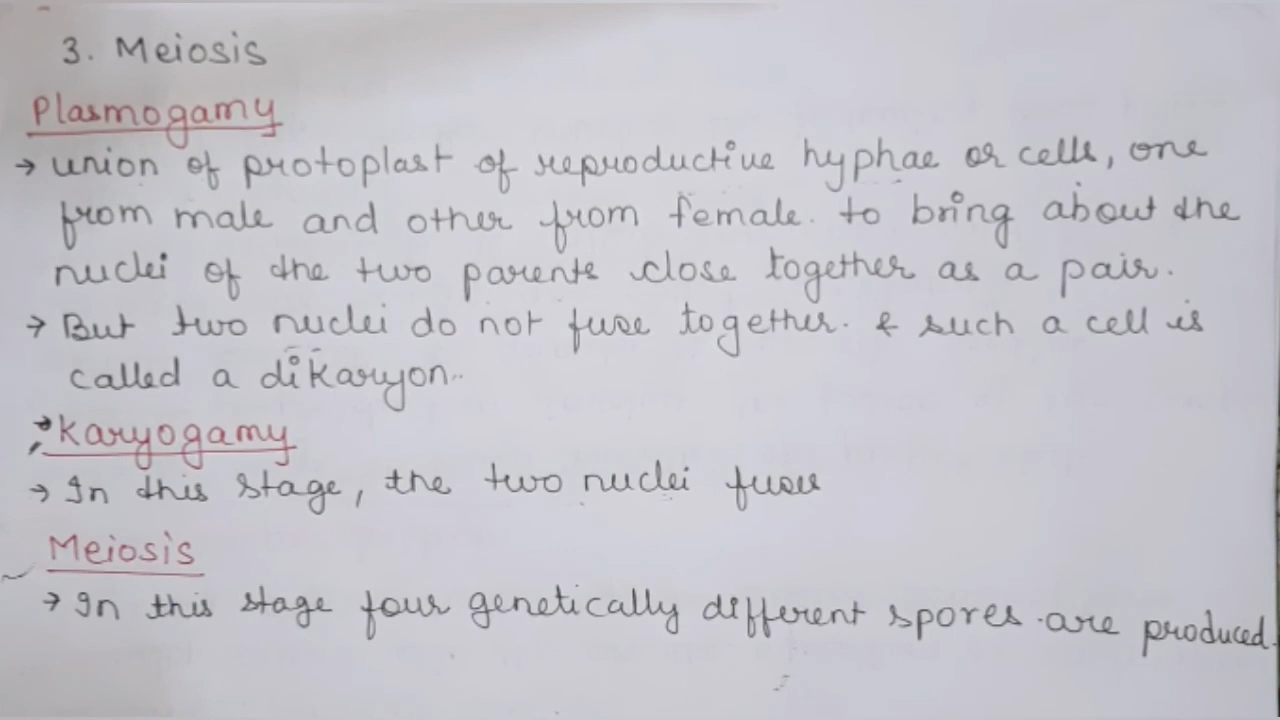 3. Meiosis
Plasmogamy
→ union of protoplast of reproductive hyphae or cells, one
from male and other from female. to bring about the
nuclei of the two parents close together as a pair.
→ But two nuclei do not fuse together. & such a cell is
called a dikaryon..
→ Karyogamy
→ In this stage, the two nuclei fuses
Meiosis
→ In this stage four genetically different spores are produced.